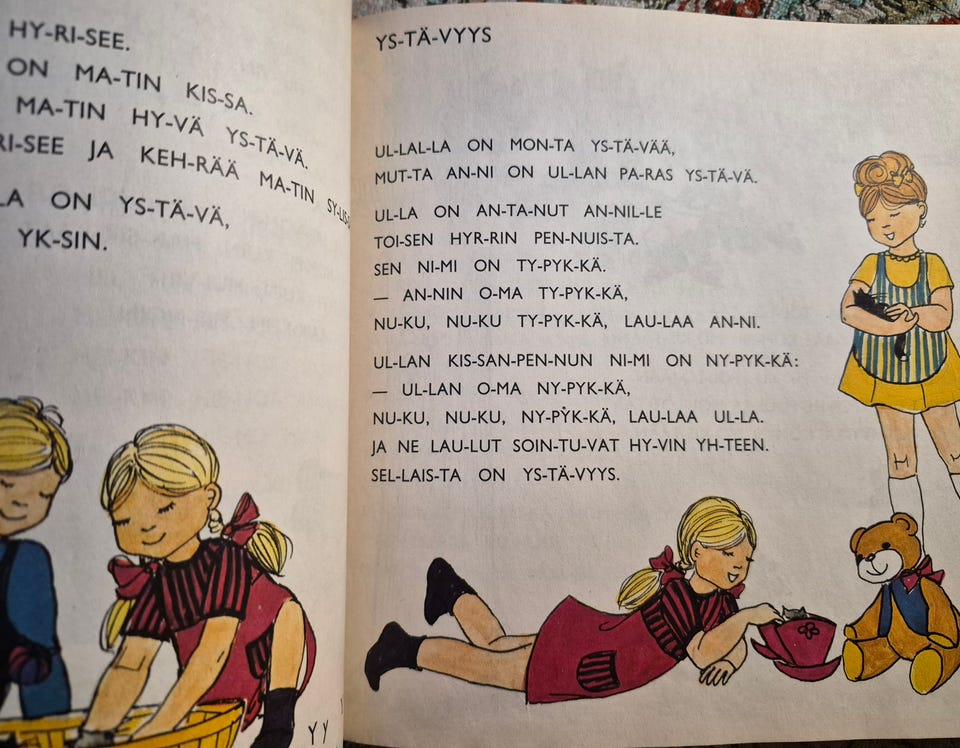 HY-RI-SEE.
ON MA-TIN KIS-SA.
MA-TIN HY-VÄ YS-TÄ-VÄ.
RI-SEE JA KEH-RÄÄ MA-TIN
LA ON YS-TÄ-VÄ,
YK-SIN.
Y Y
YS-TÄ-VYYS
UL-LAL-LA ON MON-TA YS-TÄ-VÄÄ,
MUT-TA AN-NI ON UL-LAN PA-RAS YS-TÄ-VÄ.
UL-LA ON AN-TA-NUT AN-NIL-LE
TOI-SEN HYR-RIN PEN-NUIS-TA.
SEN NI-MI ON TY-PYK-KÄ.
— AN-NIN O-MA TY-PYK-KÄ,
NU-KU, NU-KU TY-PYK-KÄ, LAU-LAA AN-NI.
UL-LAN KIS-SAN-PEN-NUN NI-MI ON NY-PYK-KÄ:
— UL-LAN O-MA NY-PYK-KÄ,
NU-KU, NU-KU, NY-PYK-KÄ, LAU-LAA UL-LA.
JA NE LAU-LUT SOIN-TU-VAT HY-VIN YH-TEEN.
SEL-LAIS-TA ON YS-TÄ-VYYS.